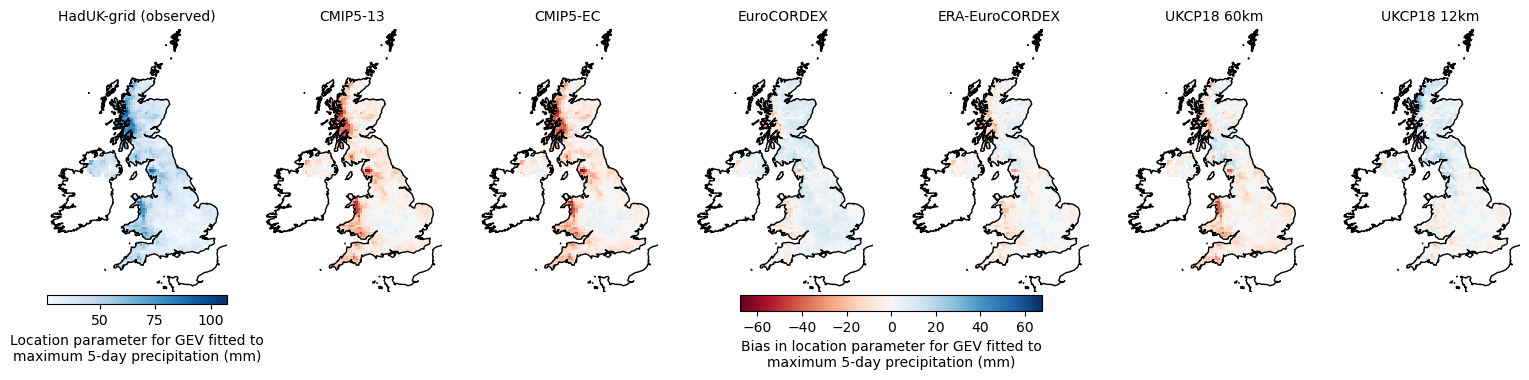 HadUK-grid (observed)
CMIP5-13
CMIP5-EC
EuroCORDEX
ERA-EuroCORDEX
UKCP18 60km
UKCP18 12km
50 75 100
Location parameter for GEV fitted to
maximum 5-day precipitation (mm)
−60 −40 −20 0 20 40 60
Bias in location parameter for GEV fitted to
maximum 5-day precipitation (mm)